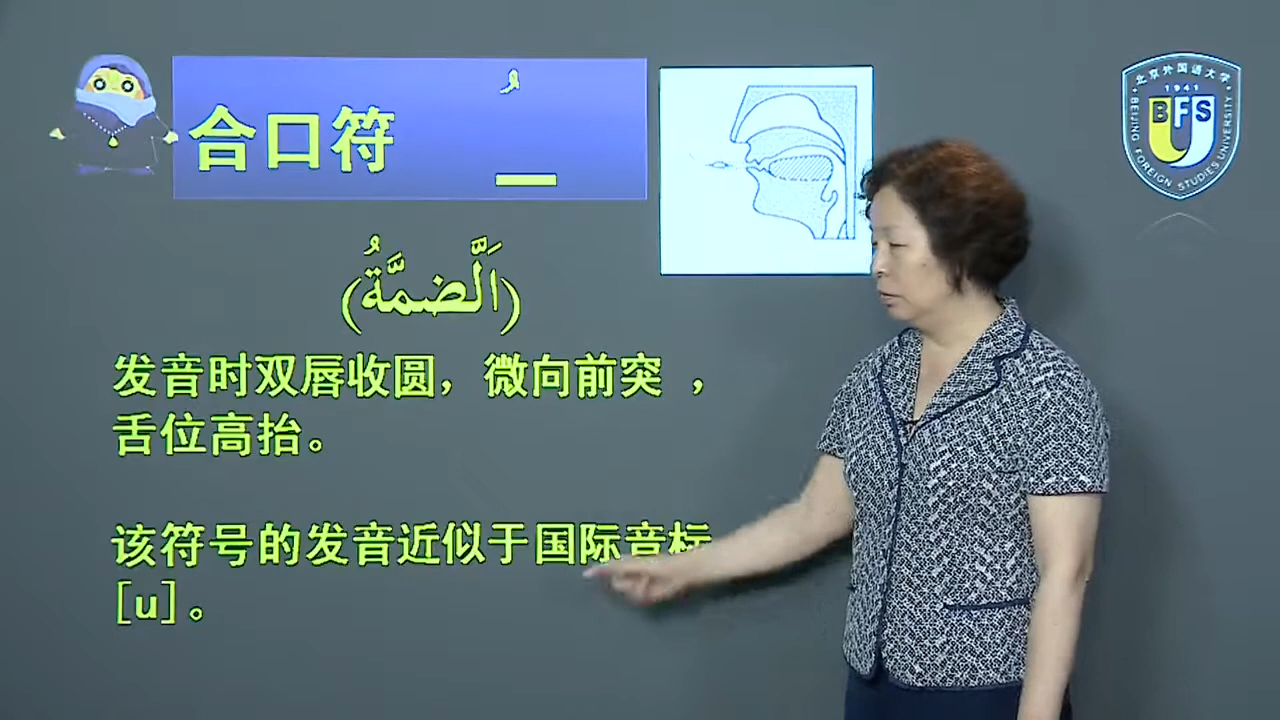 合口符 ـُ
(اَلَّضمَّةُ)
发音时双唇收圆，微向前突 ，
舌位高抬。
该符号的发音近似于国际音标
[u]。
北京外国语大学
1941
BFSU
BEIJING FOREIGN STUDIES UNIVERSITY